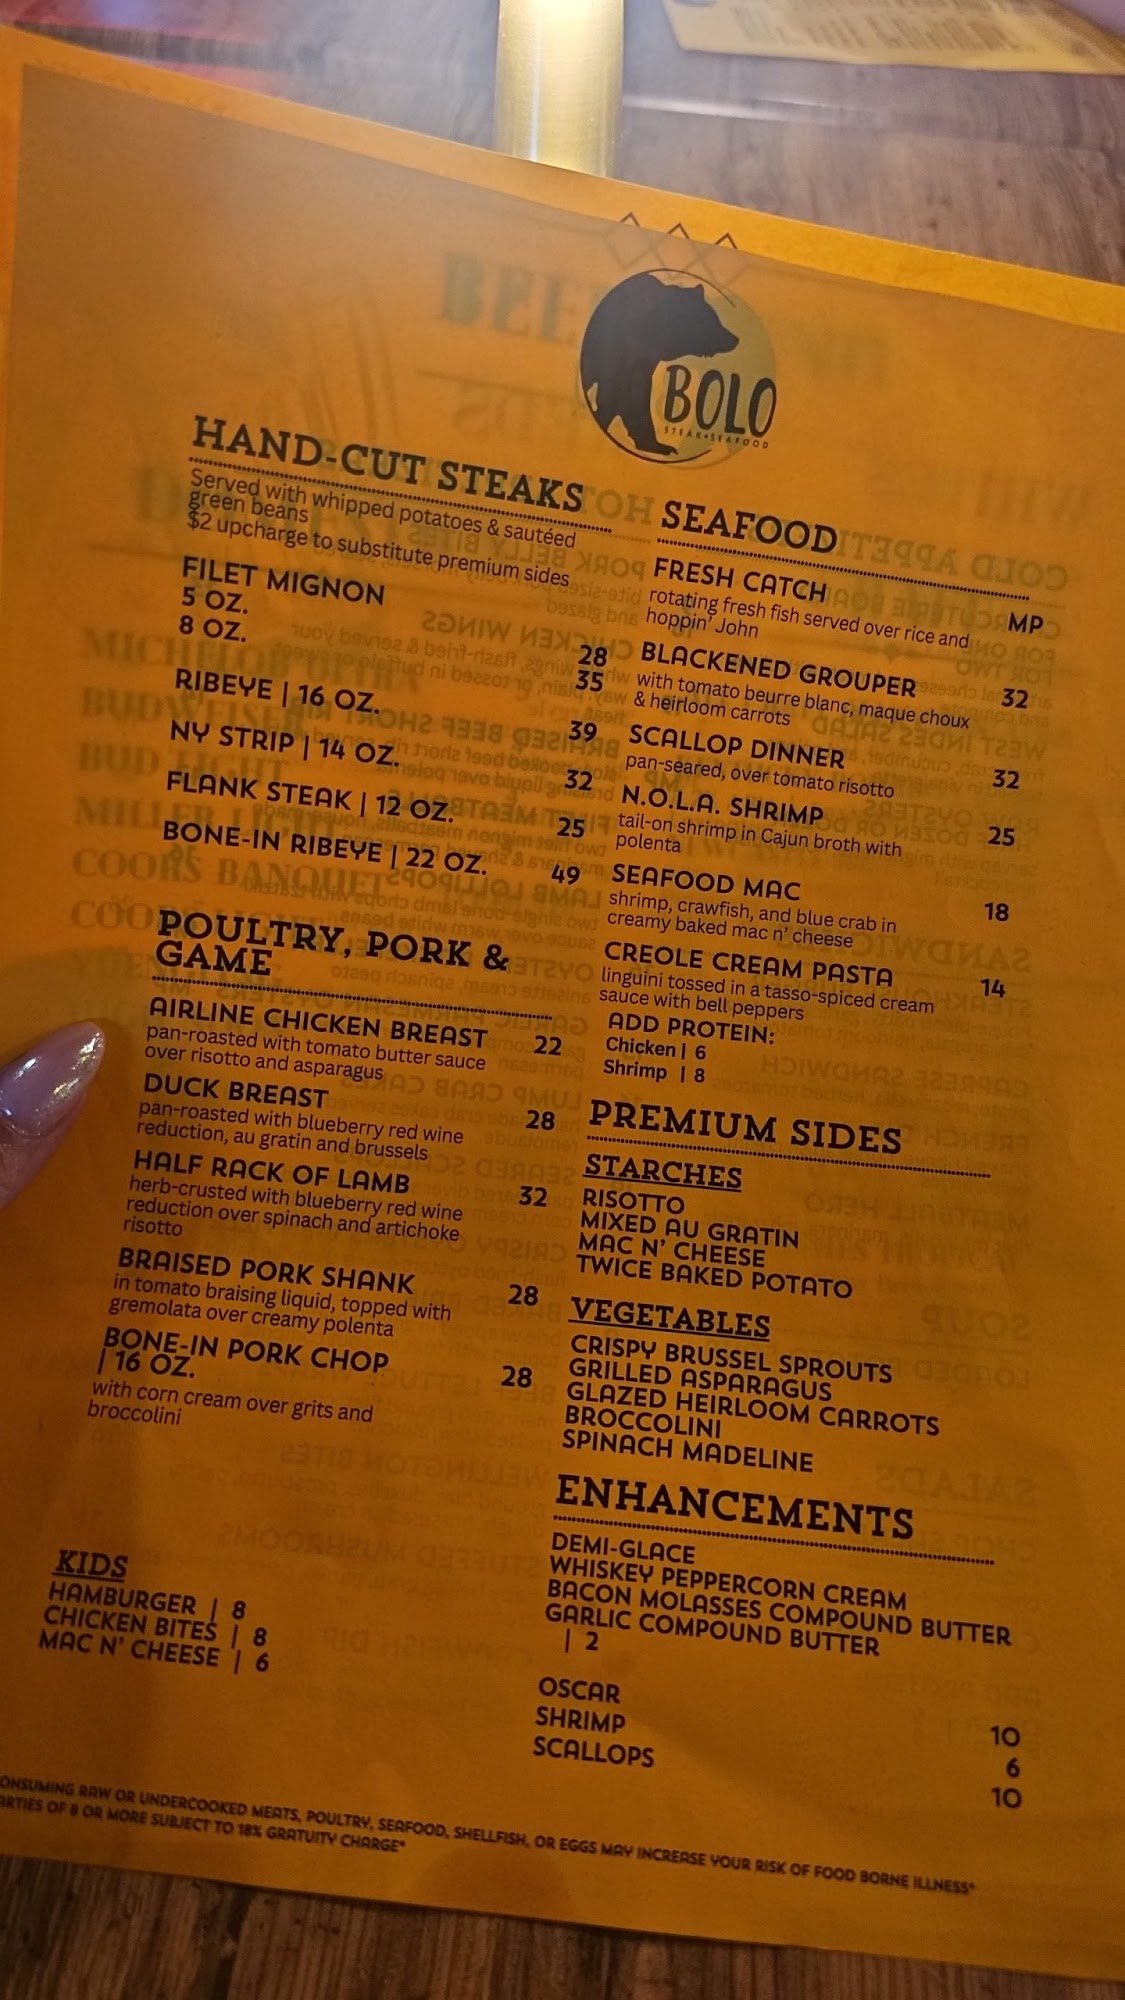 BOLO
STEAK•SEAFOOD
HAND-CUT STEAKS
Served with whipped potatoes & sautéed
green beans
$2 upcharge to substitute premium sides
FILET MIGNON
5 OZ. 28
8 OZ. 35
RIBEYE | 16 OZ. 39
NY STRIP | 14 OZ. 32
FLANK STEAK | 12 OZ. 25
BONE-IN RIBEYE | 22 OZ. 49
POULTRY, PORK &
GAME
AIRLINE CHICKEN BREAST 22
pan-roasted with tomato butter sauce
over risotto and asparagus
DUCK BREAST 28
pan-roasted with blueberry red wine
reduction, au gratin and brussels
HALF RACK OF LAMB 32
herb-crusted with blueberry red wine
reduction over spinach and artichoke
risotto
BRAISED PORK SHANK 28
in tomato braising liquid, topped with
gremolata over creamy polenta
BONE-IN PORK CHOP
| 16 OZ. 28
with corn cream over grits and
broccolini
KIDS
HAMBURGER | 8
CHICKEN BITES | 8
MAC N' CHEESE | 6
SEAFOOD
FRESH CATCH MP
rotating fresh fish served over rice and
hoppin' John
BLACKENED GROUPER 32
with tomato beurre blanc, maque choux
& heirloom carrots
SCALLOP DINNER 32
pan-seared, over tomato risotto
N.O.L.A. SHRIMP 25
tail-on shrimp in Cajun broth with
polenta
SEAFOOD MAC 18
shrimp, crawfish, and blue crab in
creamy baked mac n' cheese
CREOLE CREAM PASTA 14
linguini tossed in a tasso-spiced cream
sauce with bell peppers
ADD PROTEIN:
Chicken | 6
Shrimp | 8
PREMIUM SIDES
STARCHES
RISOTTO
MIXED AU GRATIN
MAC N' CHEESE
TWICE BAKED POTATO
VEGETABLES
CRISPY BRUSSEL SPROUTS
GRILLED ASPARAGUS
GLAZED HEIRLOOM CARROTS
BROCCOLINI
SPINACH MADELINE
ENHANCEMENTS
DEMI-GLACE
WHISKEY PEPPERCORN CREAM
BACON MOLASSES COMPOUND BUTTER
GARLIC COMPOUND BUTTER
| 2
OSCAR 10
SHRIMP 6
SCALLOPS 10
ONSUMING RAW OR UNDERCOOKED MEATS, POULTRY, SEAFOOD, SHELLFISH, OR EGGS MAY INCREASE YOUR RISK OF FOOD BORNE ILLNESS*
ARTIES OF 8 OR MORE SUBJECT TO 18% GRATUITY CHARGE*